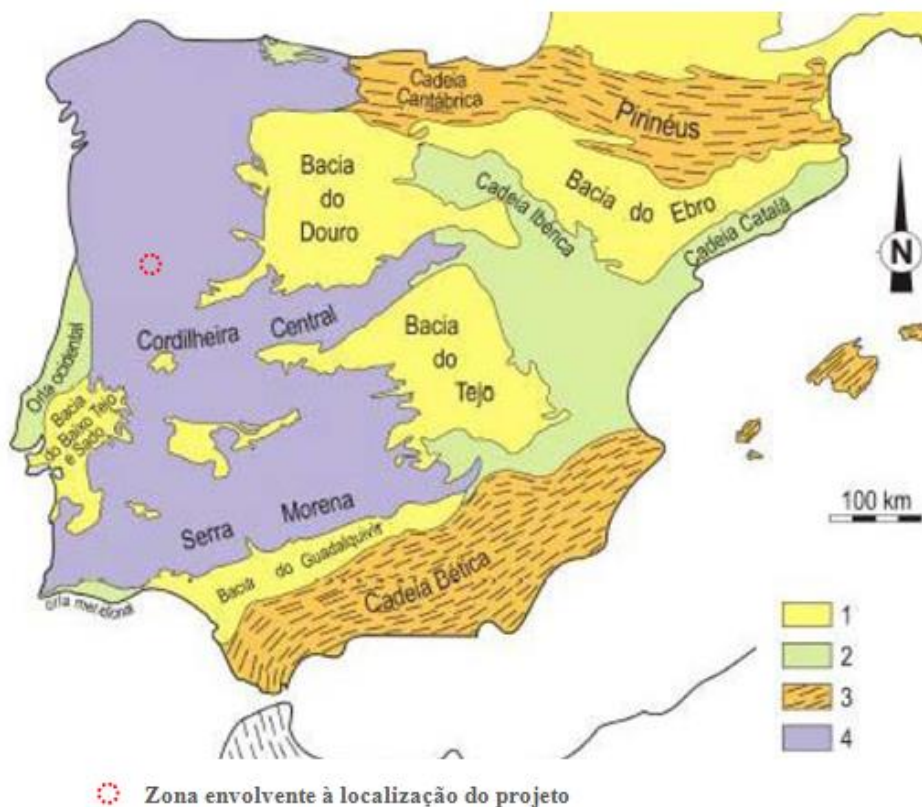 Cadeia
Cantábrica
Pirinéus
Bacia
do
Douro
Cadeia Ibérica
Bacia do Ebro
Cadeia Catalã
N
Cordilheira Central
Orla ocidental
Bacia
do Baixo Tejo
e Sado
Bacia
do
Tejo
100 km
Serra Morena
Bacia do Guadalquivir
Cadeia Bética
1
2
3
4
Zona envolvente à localização do projeto